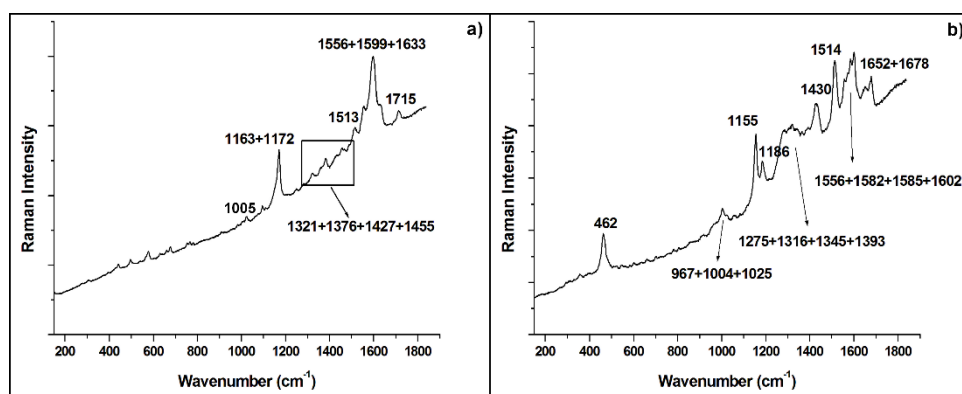 a)
1556+1599+1633
1715
1513
1163+1172
1005
1321+1376+1427+1455
Raman Intensity
200 400 600 800 1000 1200 1400 1600 1800
Wavenumber (cm⁻¹)
b)
1514
1652+1678
1430
1155
1186
1556+1582+1585+1602
462
1275+1316+1345+1393
967+1004+1025
Raman Intensity
200 400 600 800 1000 1200 1400 1600 1800
Wavenumber (cm⁻¹)